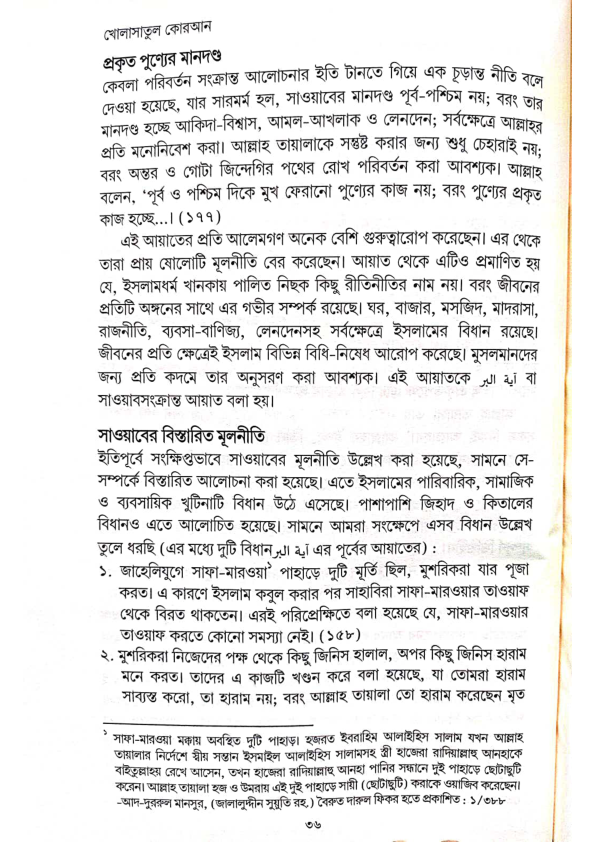 খোলাসাতুল কোরআন
প্রকৃত পুণ্যের মানদণ্ড
কেবলা পরিবর্তন সংক্রান্ত আলোচনার ইতি টানতে গিয়ে এক চূড়ান্ত নীতি বলে
দেওয়া হয়েছে, যার সারমর্ম হল, সাওয়াবের মানদণ্ড পূর্ব-পশ্চিম নয়; বরং তার
মানদণ্ড হচ্ছে আকিদা-বিশ্বাস, আমল-আখলাক ও লেনদেন; সর্বক্ষেত্রে আল্লাহর
প্রতি মনোনিবেশ করা। আল্লাহ তায়ালাকে সন্তুষ্ট করার জন্য শুধু চেহারাই নয়;
বরং অন্তর ও গোটা জিন্দেগির পথের রোখ পরিবর্তন করা আবশ্যক। আল্লাহ
বলেন, ‘পূর্ব ও পশ্চিম দিকে মুখ ফেরানো পুণ্যের কাজ নয়; বরং পুণ্যের প্রকৃত
কাজ হচ্ছে...। (১৭৭)
এই আয়াতের প্রতি আলেমগণ অনেক বেশি গুরুত্বারোপ করেছেন। এর থেকে
তারা প্রায় ষোলোটি মূলনীতি বের করেছেন। আয়াত থেকে এটিও প্রমাণিত হয়
যে, ইসলামধর্ম খানকায় পালিত নিছক কিছু রীতিনীতির নাম নয়। বরং জীবনের
প্রতিটি অঙ্গনের সাথে এর গভীর সম্পর্ক রয়েছে। ঘর, বাজার, মসজিদ, মাদরাসা,
রাজনীতি, ব্যবসা-বাণিজ্য, লেনদেনসহ সর্বক্ষেত্রে ইসলামের বিধান রয়েছে।
জীবনের প্রতি ক্ষেত্রেই ইসলাম বিভিন্ন বিধি-নিষেধ আরোপ করেছে। মুসলমানদের
জন্য প্রতি কদমে তার অনুসরণ করা আবশ্যক। এই আয়াতকে آية البر বা
সাওয়াবসংক্রান্ত আয়াত বলা হয়।
সাওয়াবের বিস্তারিত মূলনীতি
ইতিপূর্বে সংক্ষিপ্তভাবে সাওয়াবের মূলনীতি উল্লেখ করা হয়েছে, সামনে সে-
সম্পর্কে বিস্তারিত আলোচনা করা হয়েছে। এতে ইসলামের পারিবারিক, সামাজিক
ও ব্যবসায়িক খুটিনাটি বিধান উঠে এসেছে। পাশাপাশি জিহাদ ও কিতালের
বিধানও এতে আলোচিত হয়েছে। সামনে আমরা সংক্ষেপে এসব বিধান উল্লেখ
তুলে ধরছি (এর মধ্যে দুটি বিধান آية البر এর পূর্বের আয়াতের) :
১. জাহেলিযুগে সাফা-মারওয়া১ পাহাড়ে দুটি মূর্তি ছিল, মুশরিকরা যার পূজা
করত। এ কারণে ইসলাম কবুল করার পর সাহাবিরা সাফা-মারওয়ার তাওয়াফ
থেকে বিরত থাকতেন। এরই পরিপ্রেক্ষিতে বলা হয়েছে যে, সাফা-মারওয়ার
তাওয়াফ করতে কোনো সমস্যা নেই। (১৫৮)
২. মুশরিকরা নিজেদের পক্ষ থেকে কিছু জিনিস হালাল, অপর কিছু জিনিস হারাম
মনে করত। তাদের এ কাজটি খণ্ডন করে বলা হয়েছে, যা তোমরা হারাম
সাব্যস্ত করো, তা হারাম নয়; বরং আল্লাহ তায়ালা তো হারাম করেছেন মৃত
১ সাফা-মারওয়া মক্কায় অবস্থিত দুটি পাহাড়। হজরত ইবরাহিম আলাইহিস সালাম যখন আল্লাহ
তায়ালার নির্দেশে স্বীয় সন্তান ইসমাইল আলাইহিস সালামসহ স্ত্রী হাজেরা রাদিয়াল্লাহু আনহাকে
বাইতুল্লাহয় রেখে আসেন, তখন হাজেরা রাদিয়াল্লাহু আনহা পানির সন্ধানে দুই পাহাড়ে ছোটাছুটি
করেন। আল্লাহ তায়ালা হজ ও উমরায় এই দুই পাহাড়ে সায়ী (ছোটাছুটি) করাকে ওয়াজিব করেছেন।
-আদ-দুররুল মানসুর, (জালালুদ্দীন সুয়ুতি রহ.) বৈরুত দারুল ফিকর হতে প্রকাশিত : ১/৩৮৮
৩৬